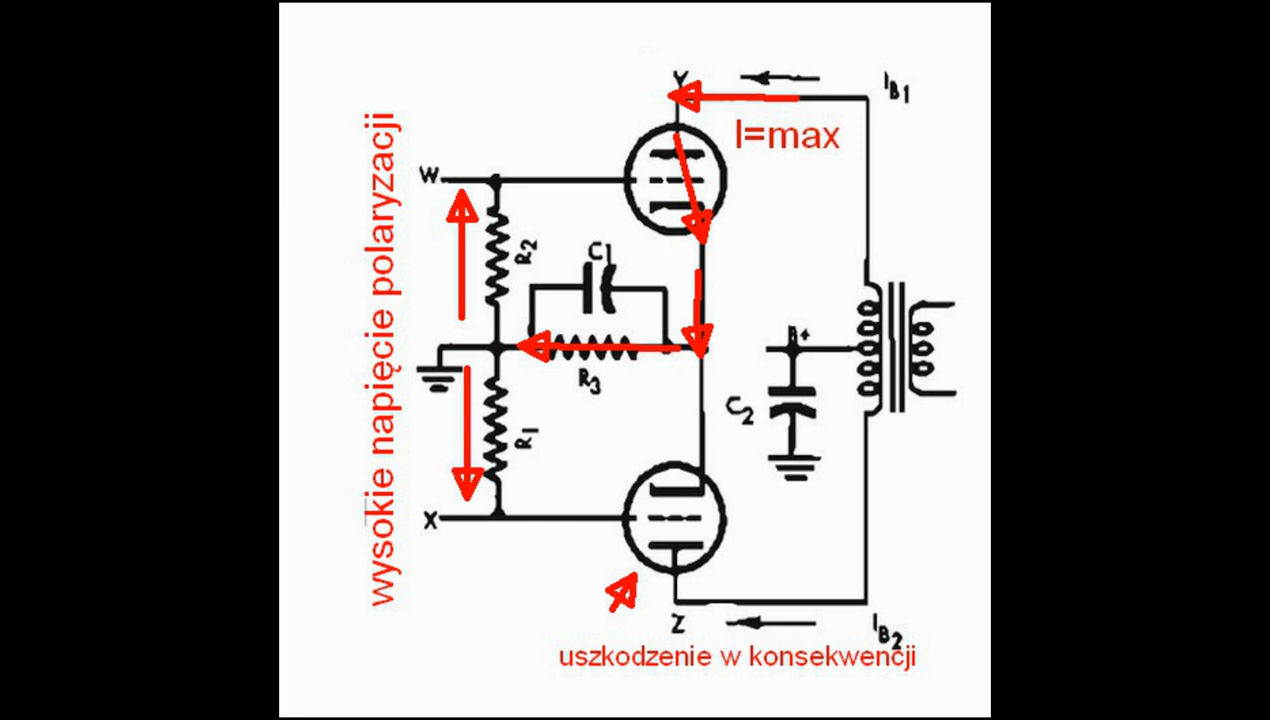 Y
IB1
I=max
W
wysokie napięcie polaryzacji
R2
C1
B+
R3
C2
R1
X
Z
IB2
uszkodzenie w konsekwencji